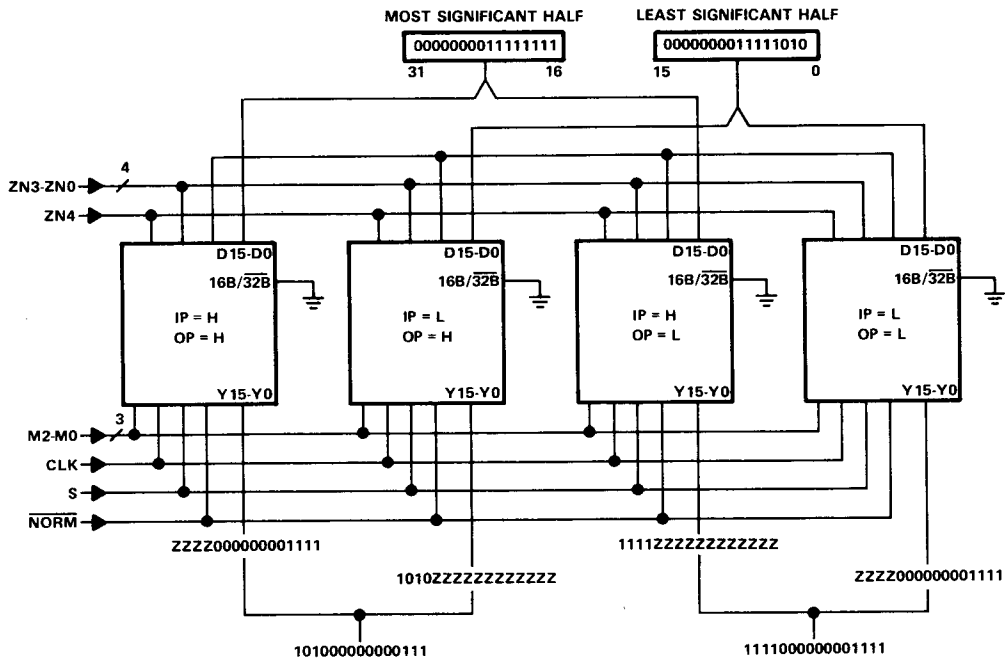 MOST SIGNIFICANT HALF LEAST SIGNIFICANT HALF
0000000011111111 0000000011111010
31 16 15 0
4
ZN3-ZN0
ZN4
D15-D0 D15-D0 D15-D0 D15-D0
16B/32B 16B/32B 16B/32B 16B/32B
IP = H IP = L IP = H IP = L
OP = H OP = H OP = L OP = L
Y15-Y0 Y15-Y0 Y15-Y0 Y15-Y0
3
M2-M0
CLK
S
NORM
ZZZZ000000001111 1111ZZZZZZZZZZZZ
1010ZZZZZZZZZZZZ ZZZZ000000001111
101000000000111 1111000000001111